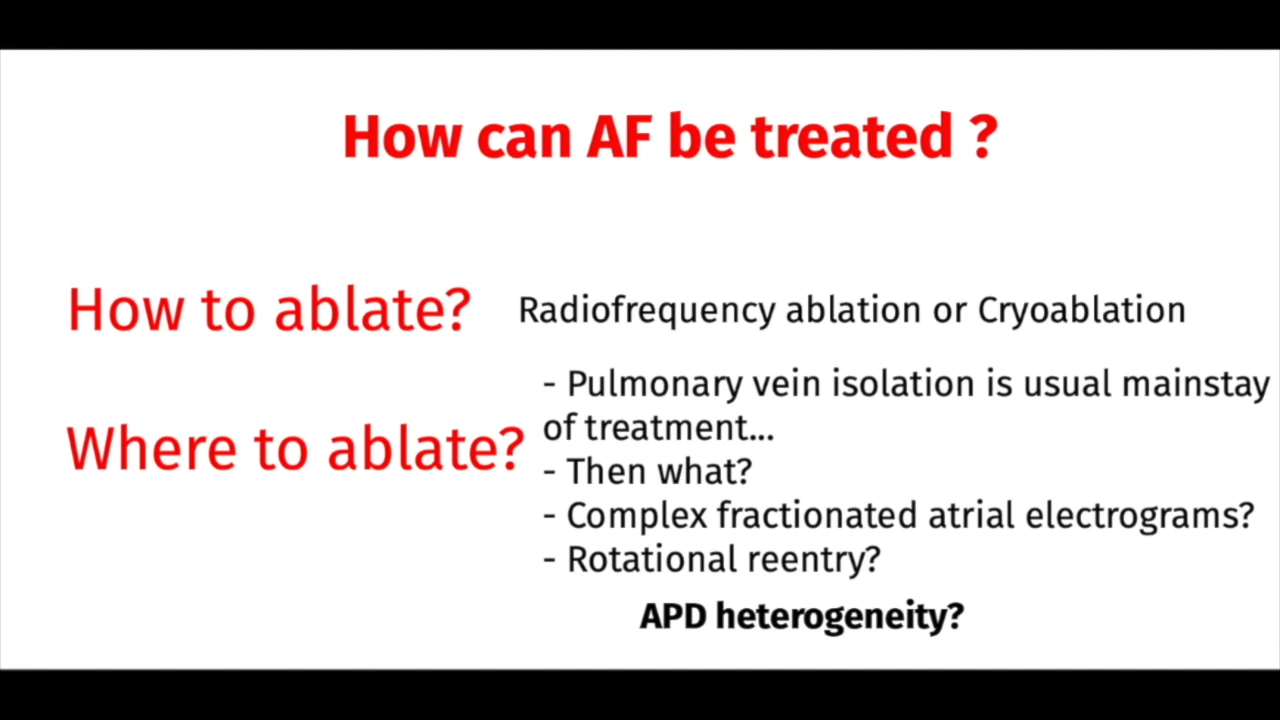 How can AF be treated ?
How to ablate?
Radiofrequency ablation or Cryoablation
Where to ablate?
- Pulmonary vein isolation is usual mainstay
of treatment...
- Then what?
- Complex fractionated atrial electrograms?
- Rotational reentry?
APD heterogeneity?